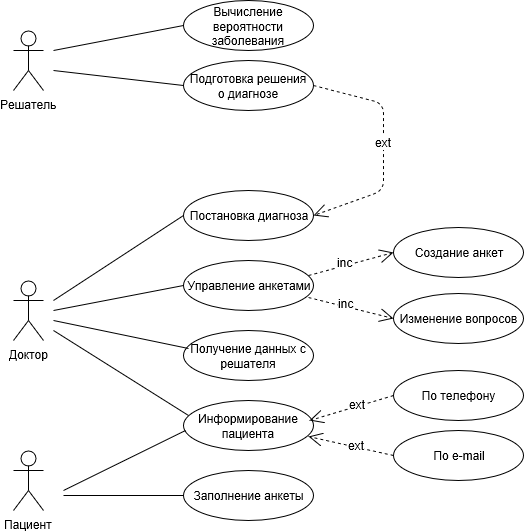 Вычисление
вероятности
заболевания
Решатель
Подготовка решения
о диагнозе
ext
Постановка диагноза
Создание анкет
inc
Управление анкетами
inc
Изменение вопросов
Доктор
Получение данных с
решателя
По телефону
ext
Информирование
пациента
ext
По e-mail
Заполнение анкеты
Пациент